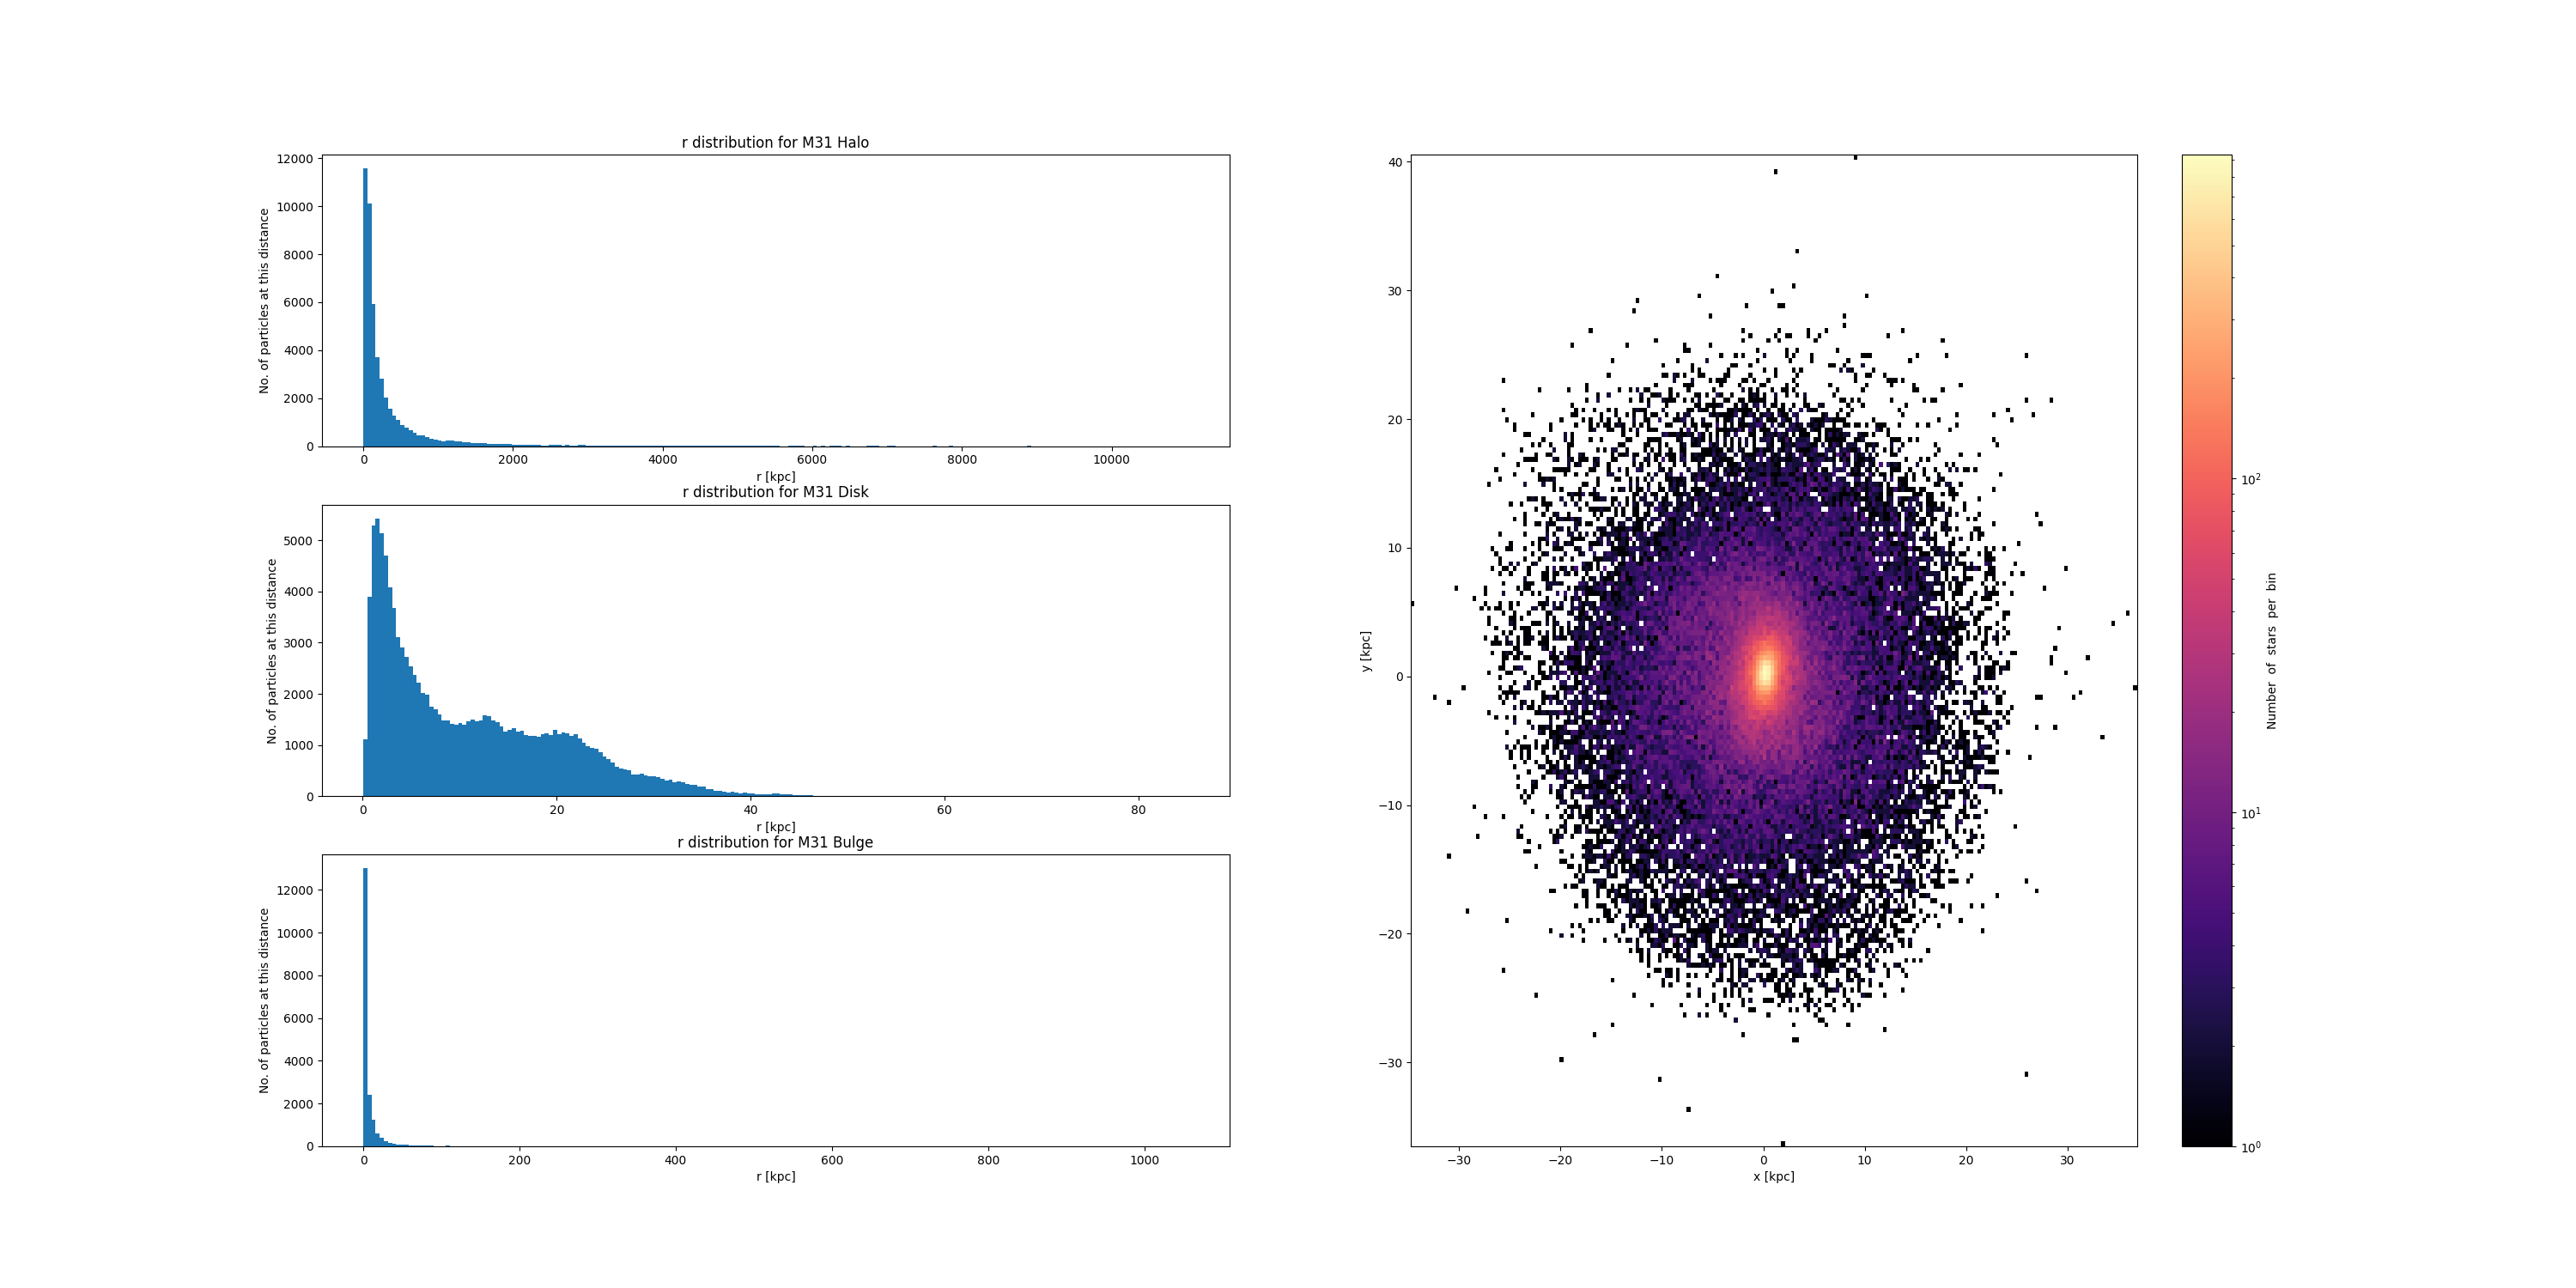 r distribution for M31 Halo
12000
10000
8000
6000
4000
2000
0
No. of particles at this distance
0 2000 4000 6000 8000 10000
r [kpc]
r distribution for M31 Disk
5000
4000
3000
2000
1000
0
No. of particles at this distance
0 20 40 60 80
r [kpc]
r distribution for M31 Bulge
12000
10000
8000
6000
4000
2000
0
No. of particles at this distance
0 200 400 600 800 1000
r [kpc]
40
30
20
10
0
−10
−20
−30
y [kpc]
−30 −20 −10 0 10 20 30
x [kpc]
10²
10¹
10⁰
Number of stars per bin